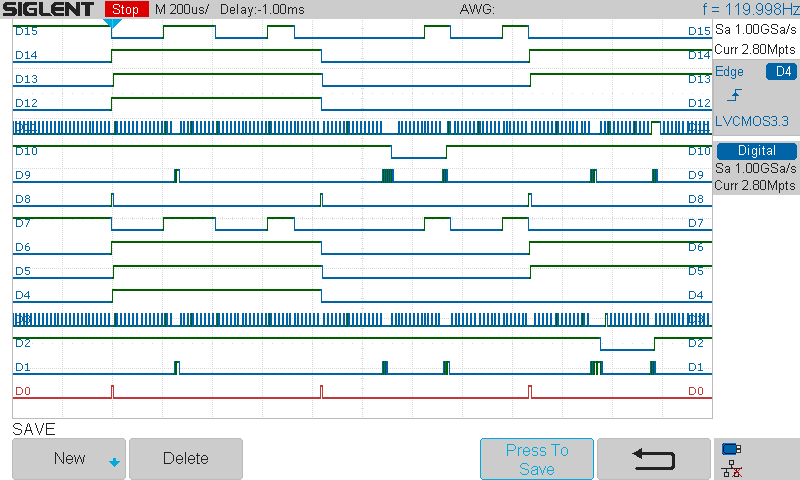 SIGLENT Stop M 200us/ Delay:-1.00ms AWG: f = 119.998Hz
Sa 1.00GSa/s
Curr 2.80Mpts
Edge D4
LVCMOS3.3
Digital
Sa 1.00GSa/s
Curr 2.80Mpts
D15 D15
D14 D14
D13 D13
D12 D12
D11 D11
D10 D10
D9 D9
D8 D8
D7 D7
D6 D6
D5 D5
D4 D4
D3 D3
D2 D2
D1 D1
D0 D0
SAVE
New Delete Press To
Save